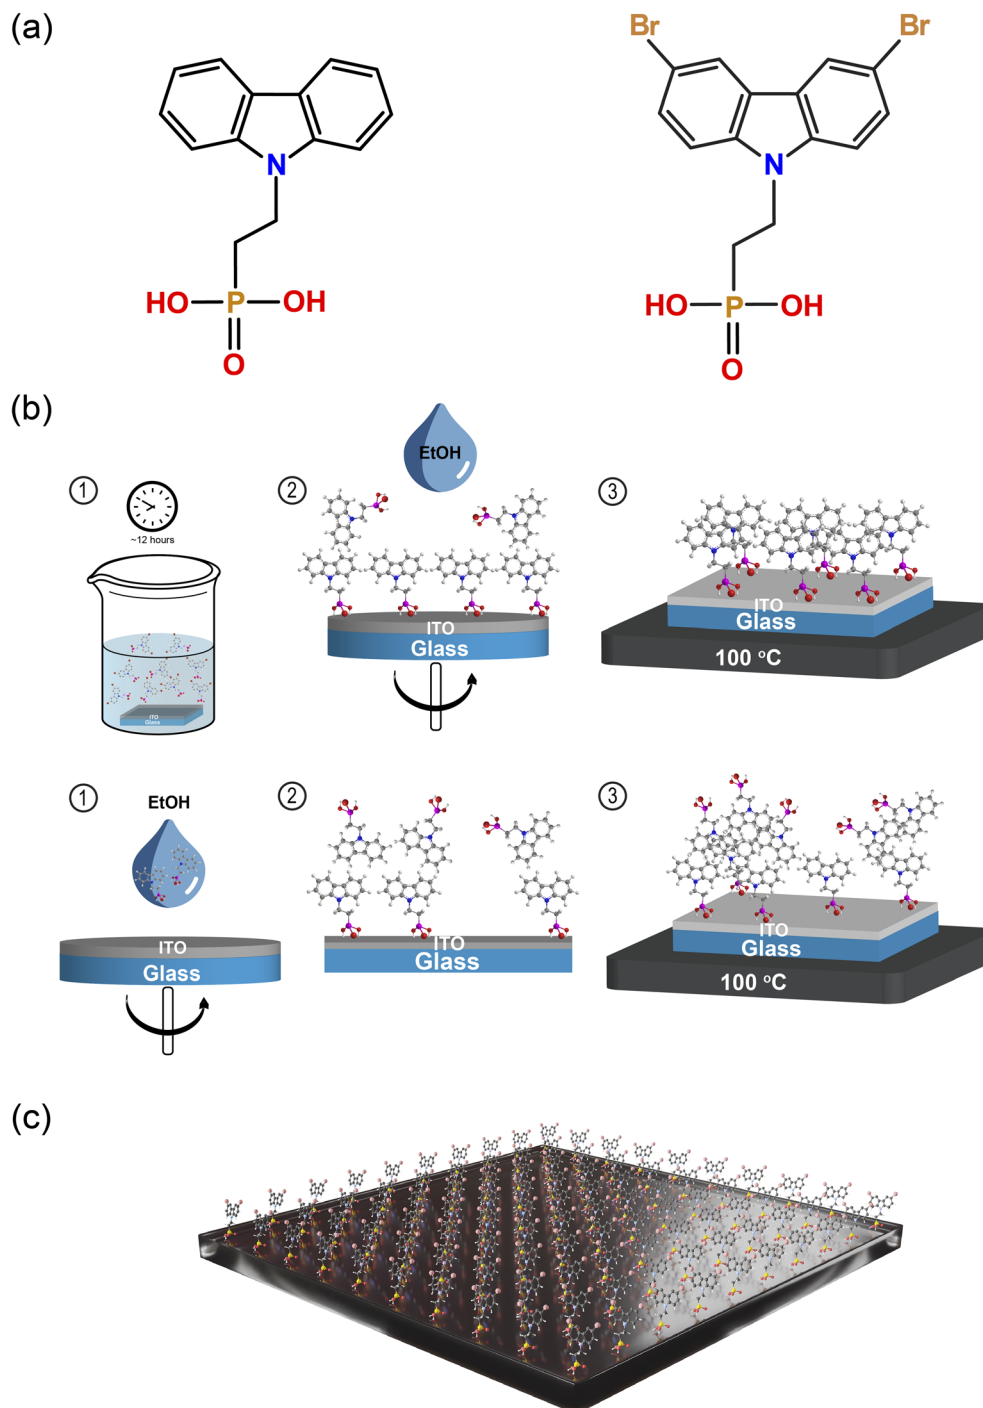 (a)
Br Br
N N
HO P OH HO P OH
O O
(b)
1 2 EtOH 3
~12 hours
ITO
Glass
ITO
Glass
ITO
Glass
100 °C
1 2 3
EtOH
ITO
Glass
ITO
Glass
ITO
Glass
100 °C
(c)